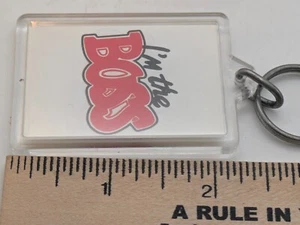 I'm the
BOSS
1 2
A RULE IN